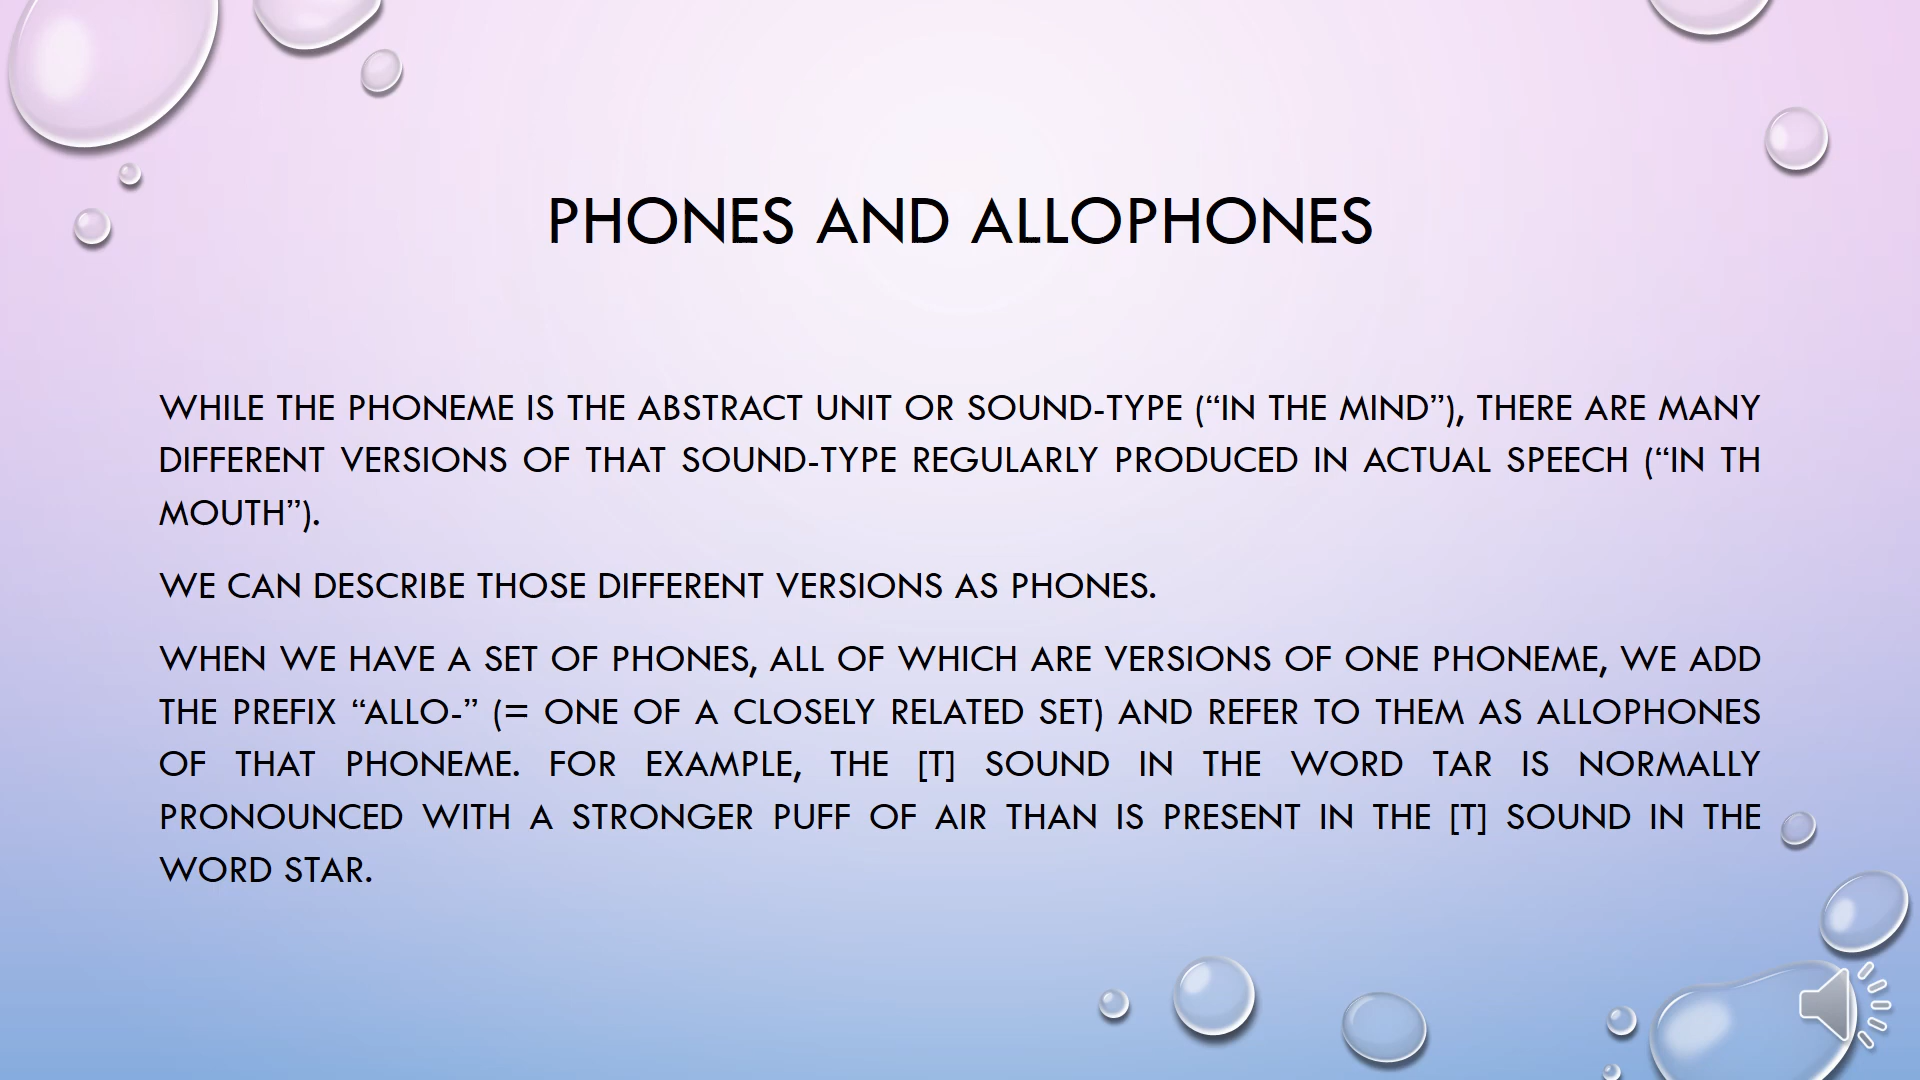 PHONES AND ALLOPHONES
WHILE THE PHONEME IS THE ABSTRACT UNIT OR SOUND-TYPE (“IN THE MIND”), THERE ARE MANY
DIFFERENT VERSIONS OF THAT SOUND-TYPE REGULARLY PRODUCED IN ACTUAL SPEECH (“IN TH
MOUTH”).
WE CAN DESCRIBE THOSE DIFFERENT VERSIONS AS PHONES.
WHEN WE HAVE A SET OF PHONES, ALL OF WHICH ARE VERSIONS OF ONE PHONEME, WE ADD
THE PREFIX “ALLO-” (= ONE OF A CLOSELY RELATED SET) AND REFER TO THEM AS ALLOPHONES
OF THAT PHONEME. FOR EXAMPLE, THE [T] SOUND IN THE WORD TAR IS NORMALLY
PRONOUNCED WITH A STRONGER PUFF OF AIR THAN IS PRESENT IN THE [T] SOUND IN THE
WORD STAR.